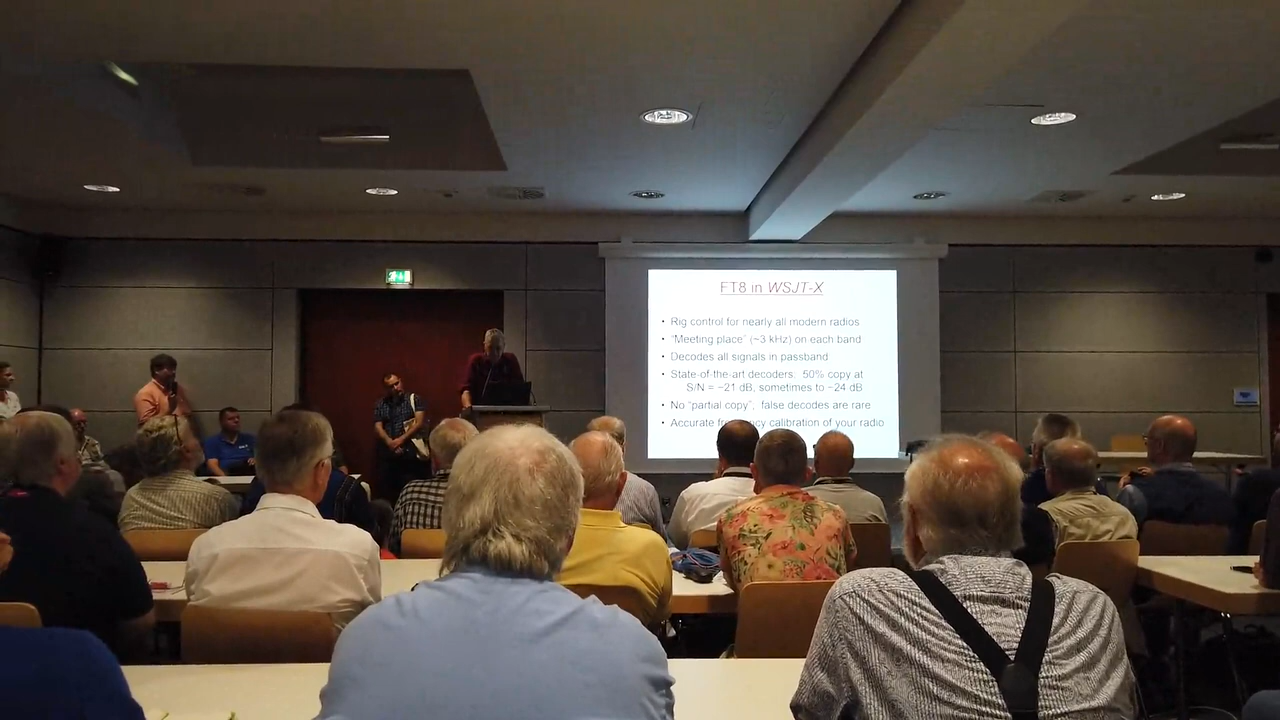 FT8 in WSJT-X
• Rig control for nearly all modern radios
• "Meeting place" (~3 kHz) on each band
• Decodes all signals in passband
• State-of-the-art decoders: 50% copy at
S/N = −21 dB, sometimes to −24 dB
• No "partial copy", false decodes are rare
• Accurate frequency calibration of your radio